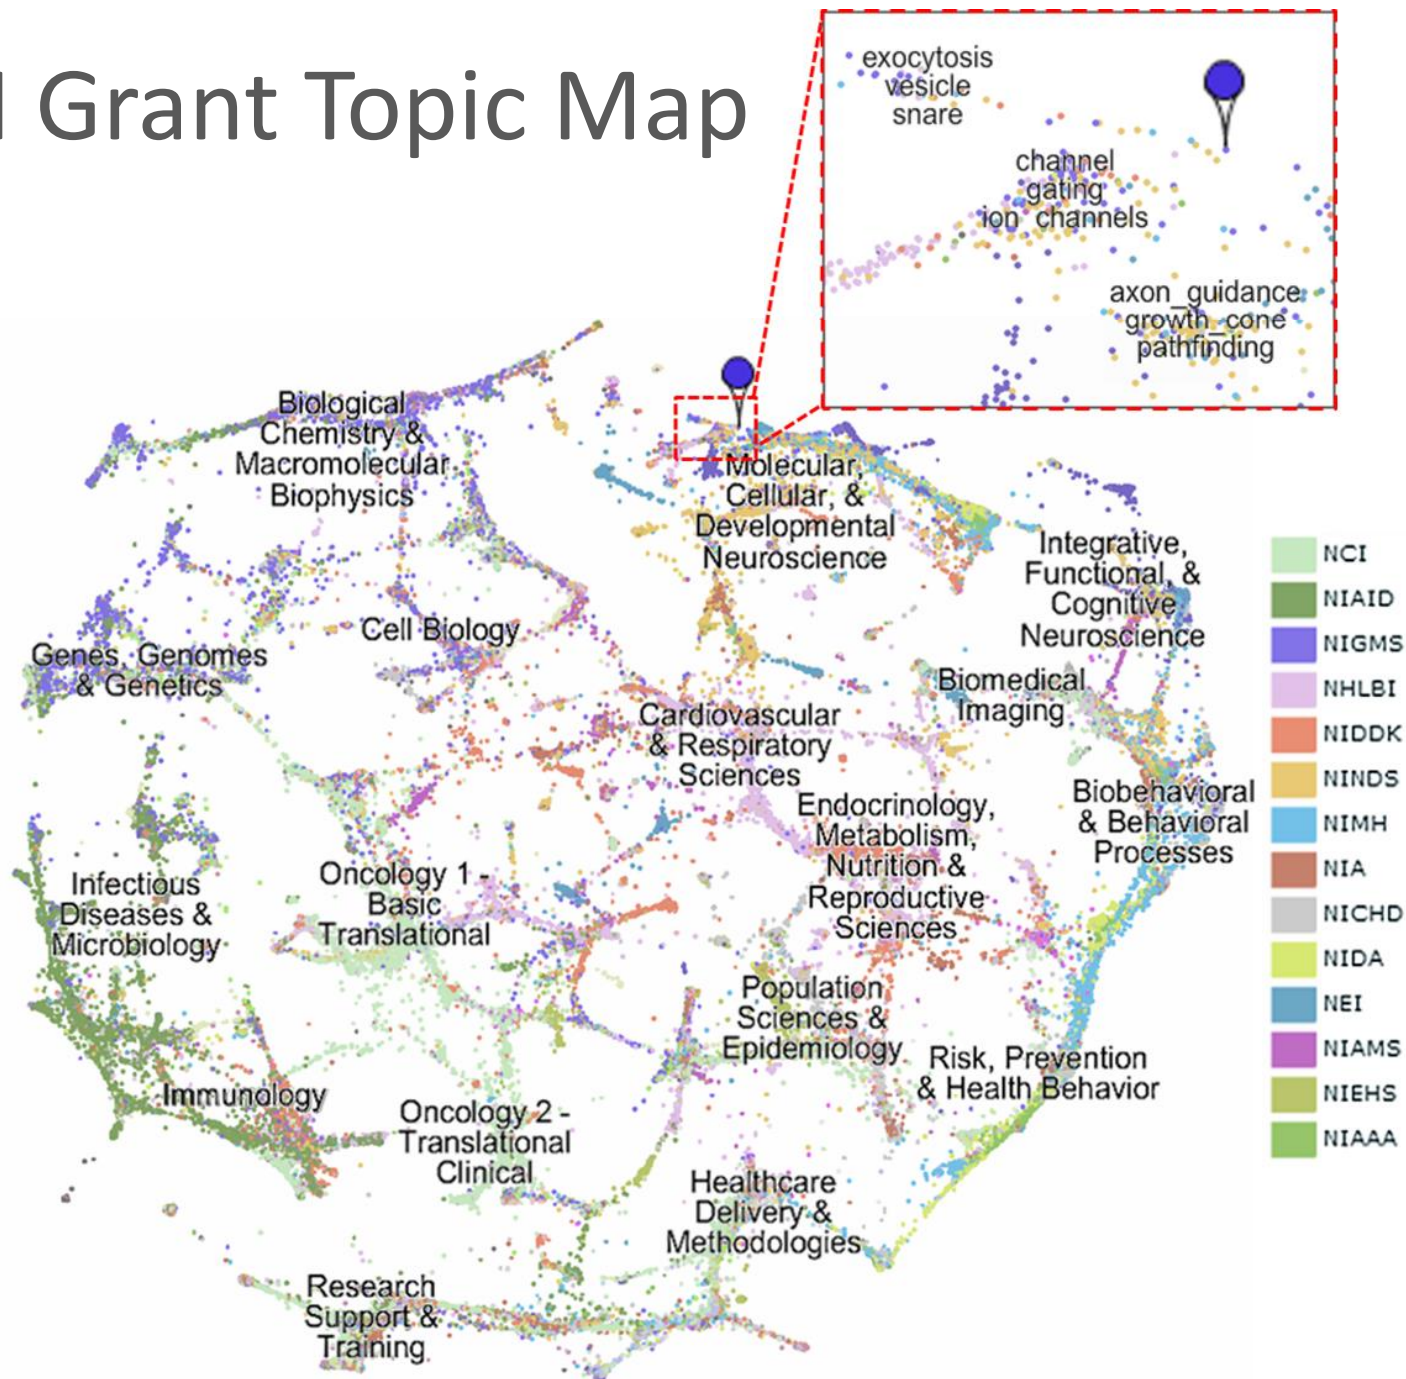 Grant Topic Map
exocytosis
vesicle
snare
channel
gating
ion_channels
axon_guidance
growth_cone
pathfinding
Biological
Chemistry &
Macromolecular
Biophysics
Molecular,
Cellular, &
Developmental
Neuroscience
Integrative,
Functional, &
Cognitive
Neuroscience
Cell Biology
Genes, Genomes
& Genetics
Biomedical
Imaging
Cardiovascular
& Respiratory
Sciences
Biobehavioral
& Behavioral
Processes
Endocrinology,
Metabolism,
Nutrition &
Reproductive
Sciences
Oncology 1 -
Basic
Translational
Infectious
Diseases &
Microbiology
Population
Sciences &
Epidemiology
Risk, Prevention
& Health Behavior
Immunology
Oncology 2 -
Translational
Clinical
Healthcare
Delivery &
Methodologies
Research
Support &
Training
NCI
NIAID
NIGMS
NHLBI
NIDDK
NINDS
NIMH
NIA
NICHD
NIDA
NEI
NIAMS
NIEHS
NIAAA